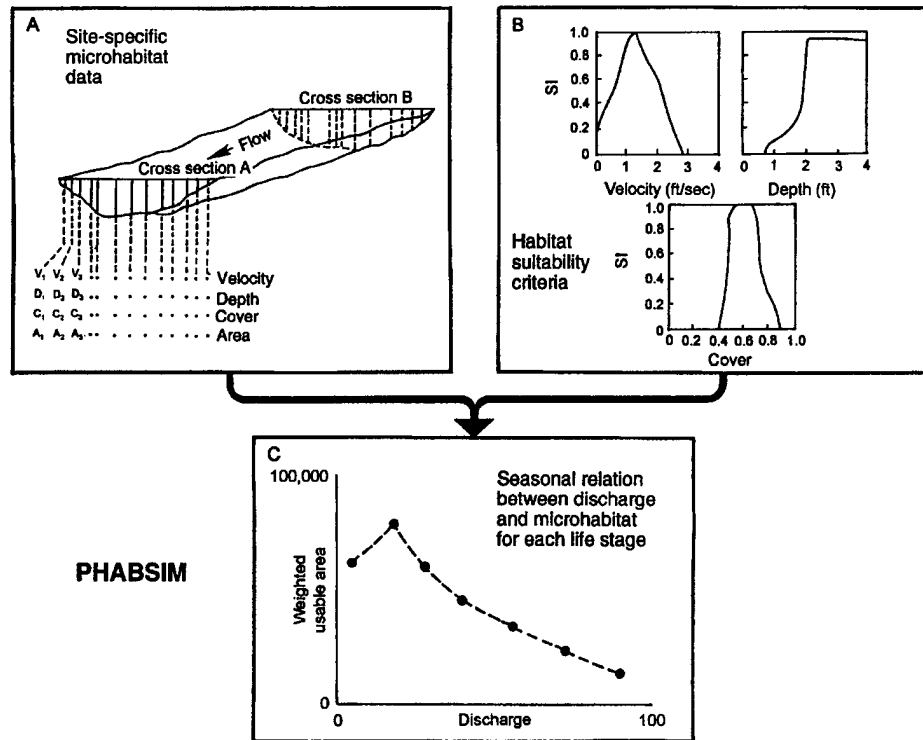 A
Site-specific
microhabitat
data
Cross section B
Flow
Cross section A
V1 V2 V3
Velocity
D1 D2 D3
Depth
C1 C2 C3
Cover
A1 A2 A3
Area
B
SI
1.0
0.8
0.6
0.4
0.2
0
0 1 2 3 4
Velocity (ft/sec)
0 2 4
Depth (ft)
Habitat
suitability
criteria
SI
1.0
0.8
0.6
0.4
0.2
0
0 0.2 0.4 0.6 0.8 1.0
Cover
PHABSIM
C
100,000
Seasonal relation
between discharge
and microhabitat
for each life stage
Weighted
usable area
0
0 Discharge 100